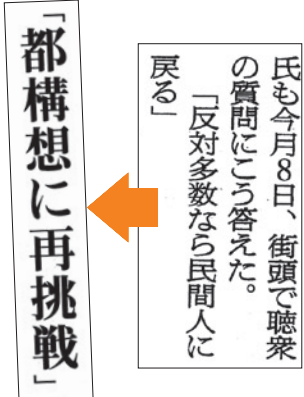 氏も今月8日、街頭で聴衆
の質問にこう答えた。
「反対多数なら民間人に
戻る」
「都構想に再挑戦」